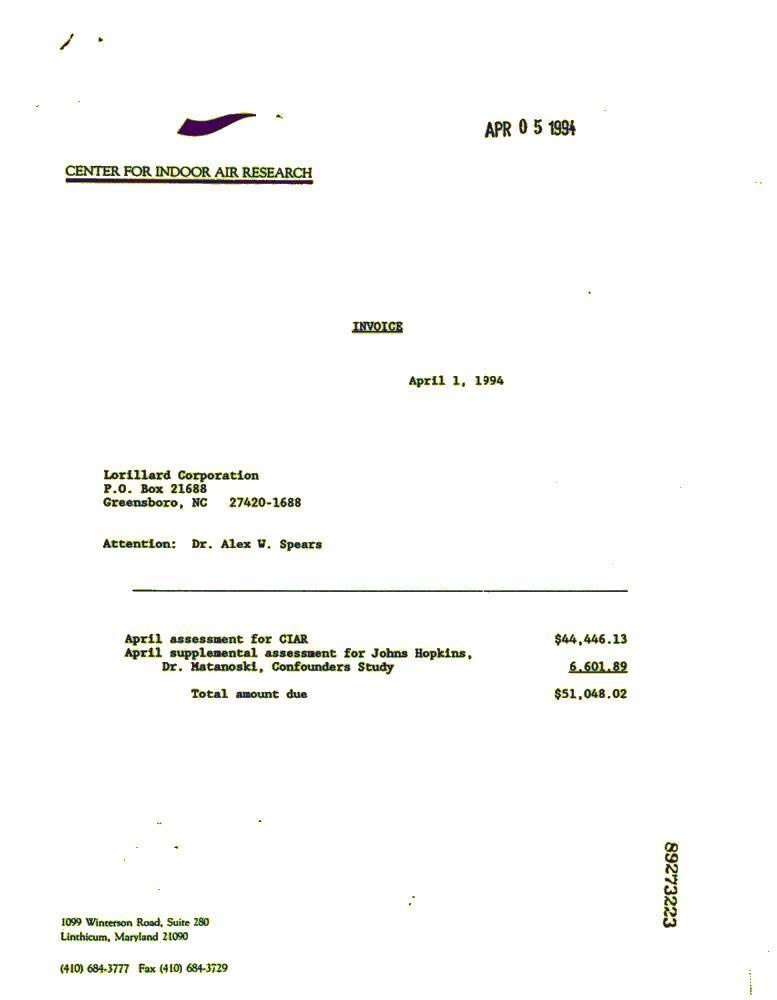 APR 05 1994
CENTER FOR INDOOR AIR RESEARCH
INVOICE
April 1, 1994
Lorillard Corporation
P.O. Box 21688
Greensboro, NC 27420-1688
Attention: Dr. Alex W. Spears
April assessment for CIAR $44,446.13
April supplemental assessment for Johns Hopkins,
Dr. Matanoski, Confounders Study 6,601.89
Total amount due $51,048.02
89273223
1099 Winterson Road, Suite 280
Linthicum, Maryland 21090
(410) 684-3777 Fax (410) 684-3729